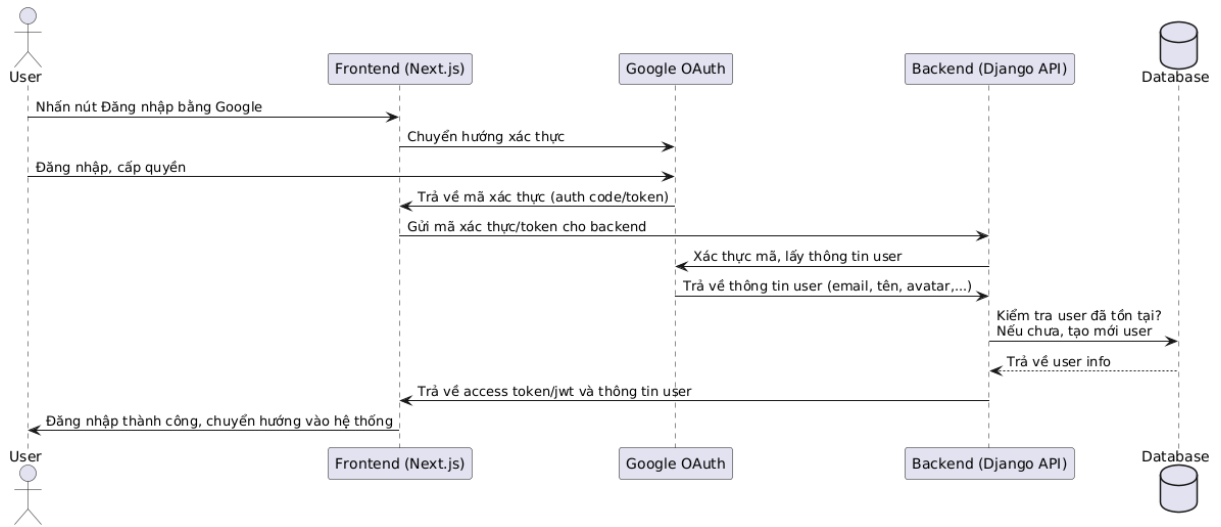 User
Frontend (Next.js)
Google OAuth
Backend (Django API)
Database
Nhấn nút Đăng nhập bằng Google
Chuyển hướng xác thực
Đăng nhập, cấp quyền
Trả về mã xác thực (auth code/token)
Gửi mã xác thực/token cho backend
Xác thực mã, lấy thông tin user
Trả về thông tin user (email, tên, avatar,...)
Kiểm tra user đã tồn tại?
Nếu chưa, tạo mới user
Trả về user info
Trả về access token/jwt và thông tin user
Đăng nhập thành công, chuyển hướng vào hệ thống
User
Frontend (Next.js)
Google OAuth
Backend (Django API)
Database